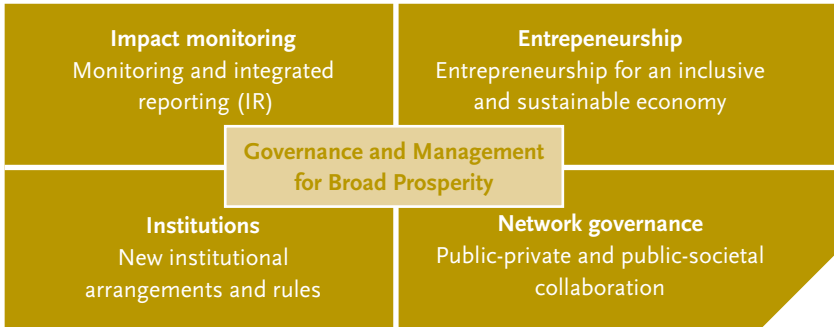 Impact monitoring
Monitoring and integrated
reporting (IR)
Entrepeneurship
Entrepreneurship for an inclusive
and sustainable economy
Governance and Management
for Broad Prosperity
Institutions
New institutional
arrangements and rules
Network governance
Public-private and public-societal
collaboration